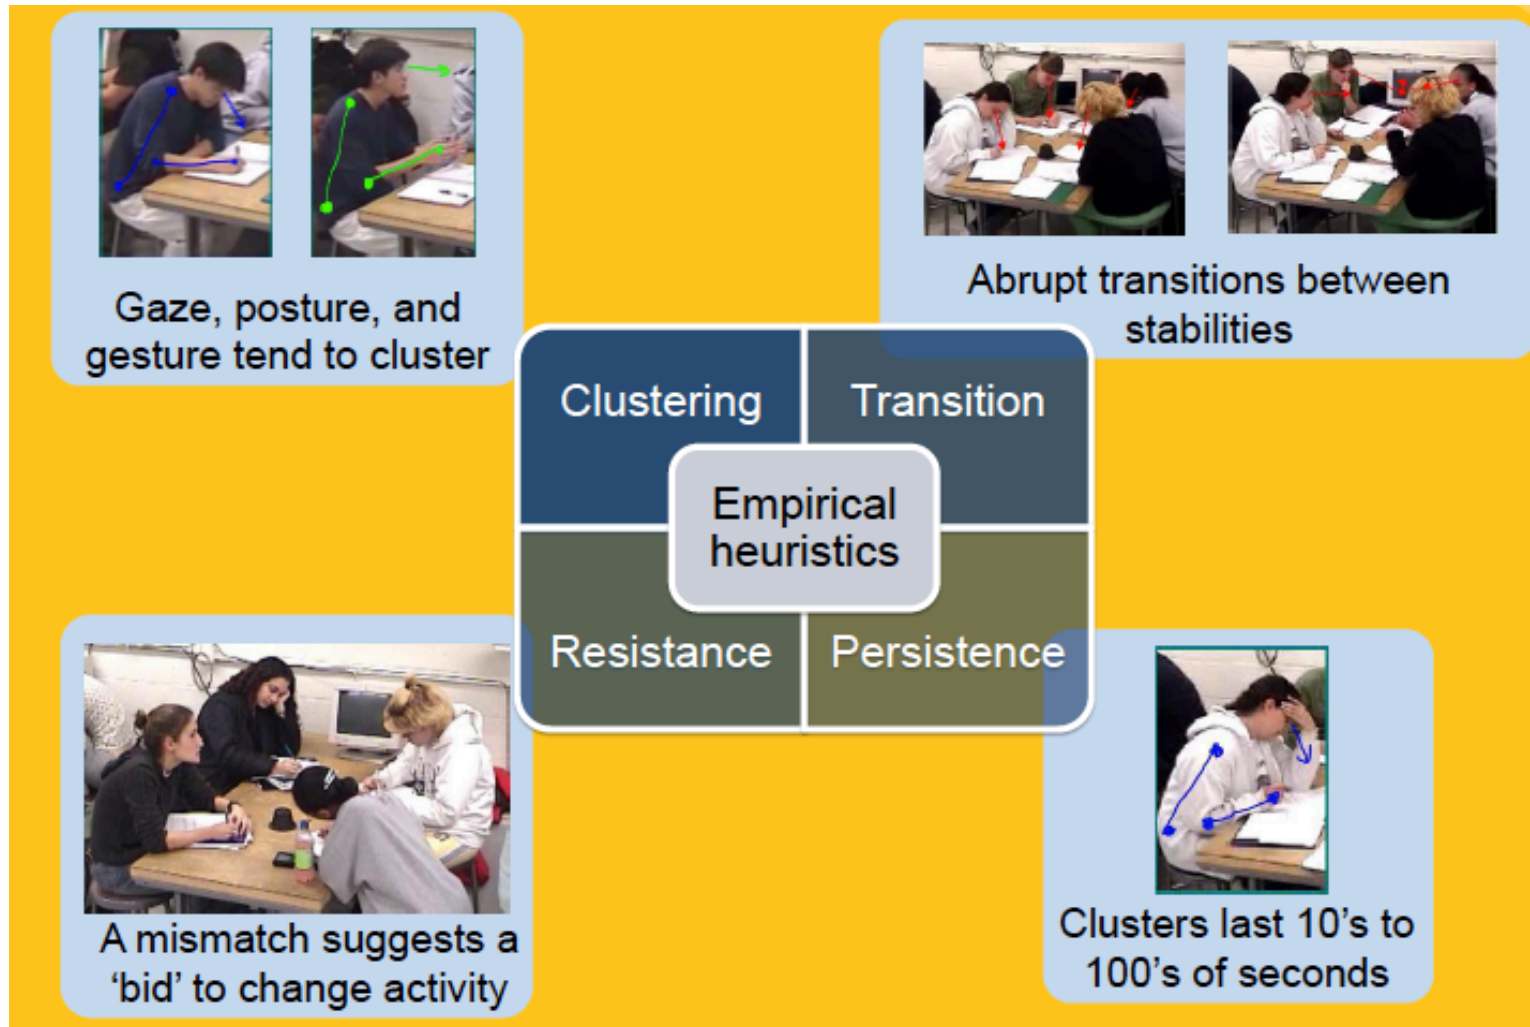 Gaze, posture, and
gesture tend to cluster
Abrupt transitions between
stabilities
Clustering
Transition
Empirical
heuristics
Resistance
Persistence
A mismatch suggests a
‘bid’ to change activity
Clusters last 10’s to
100’s of seconds